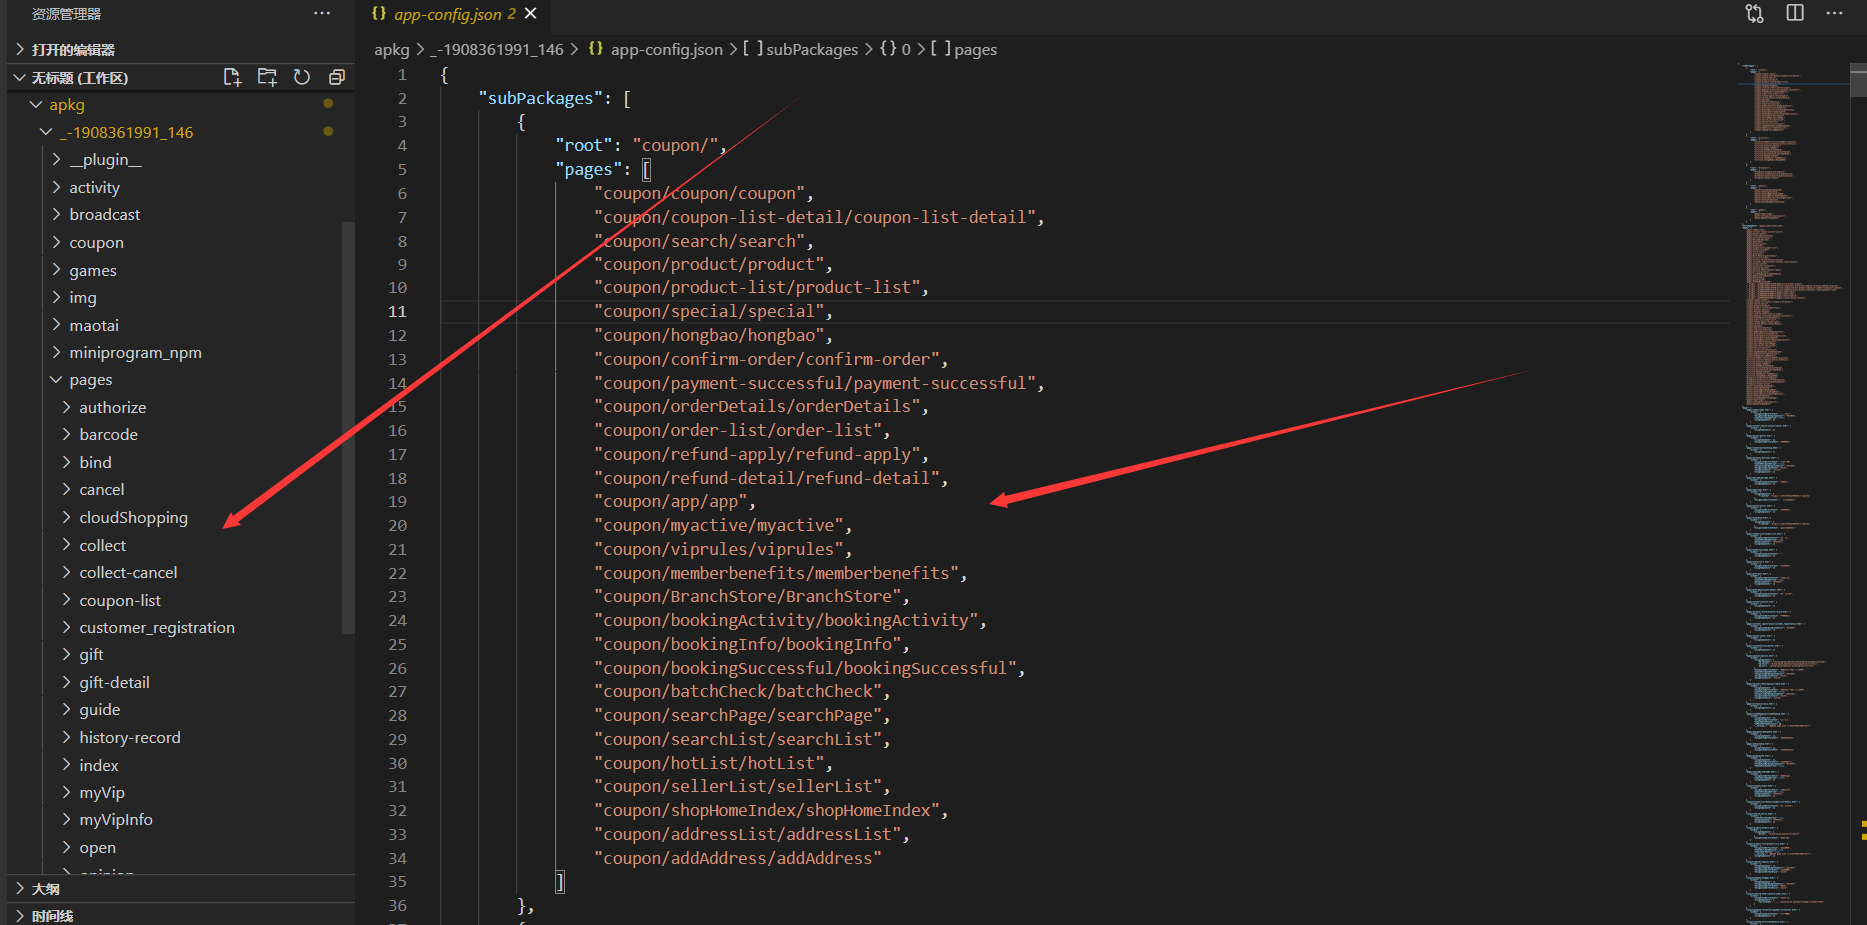 资源管理器
打开的编辑器
无标题 (工作区)
apkg
_-1908361991_146
__plugin__
activity
broadcast
coupon
games
img
maotai
miniprogram_npm
pages
authorize
barcode
bind
cancel
cloudShopping
collect
collect-cancel
coupon-list
customer_registration
gift
gift-detail
guide
history-record
index
myVip
myVipInfo
open
大纲
时间线
{} app-config.json 2
apkg > _-1908361991_146 > {} app-config.json > [ ] subPackages > {} 0 > [ ] pages
1 {
2 "subPackages": [
3 {
4 "root": "coupon/",
5 "pages": [
6 "coupon/coupon/coupon",
7 "coupon/coupon-list-detail/coupon-list-detail",
8 "coupon/search/search",
9 "coupon/product/product",
10 "coupon/product-list/product-list",
11 "coupon/special/special",
12 "coupon/hongbao/hongbao",
13 "coupon/confirm-order/confirm-order",
14 "coupon/payment-successful/payment-successful",
15 "coupon/orderDetails/orderDetails",
16 "coupon/order-list/order-list",
17 "coupon/refund-apply/refund-apply",
18 "coupon/refund-detail/refund-detail",
19 "coupon/app/app",
20 "coupon/myactive/myactive",
21 "coupon/viprules/viprules",
22 "coupon/memberbenefits/memberbenefits",
23 "coupon/BranchStore/BranchStore",
24 "coupon/bookingActivity/bookingActivity",
25 "coupon/bookingInfo/bookingInfo",
26 "coupon/bookingSuccessful/bookingSuccessful",
27 "coupon/batchCheck/batchCheck",
28 "coupon/searchPage/searchPage",
29 "coupon/searchList/searchList",
30 "coupon/hotList/hotList",
31 "coupon/sellerList/sellerList",
32 "coupon/shopHomeIndex/shopHomeIndex",
33 "coupon/addressList/addressList",
34 "coupon/addAddress/addAddress"
35 ]
36 },